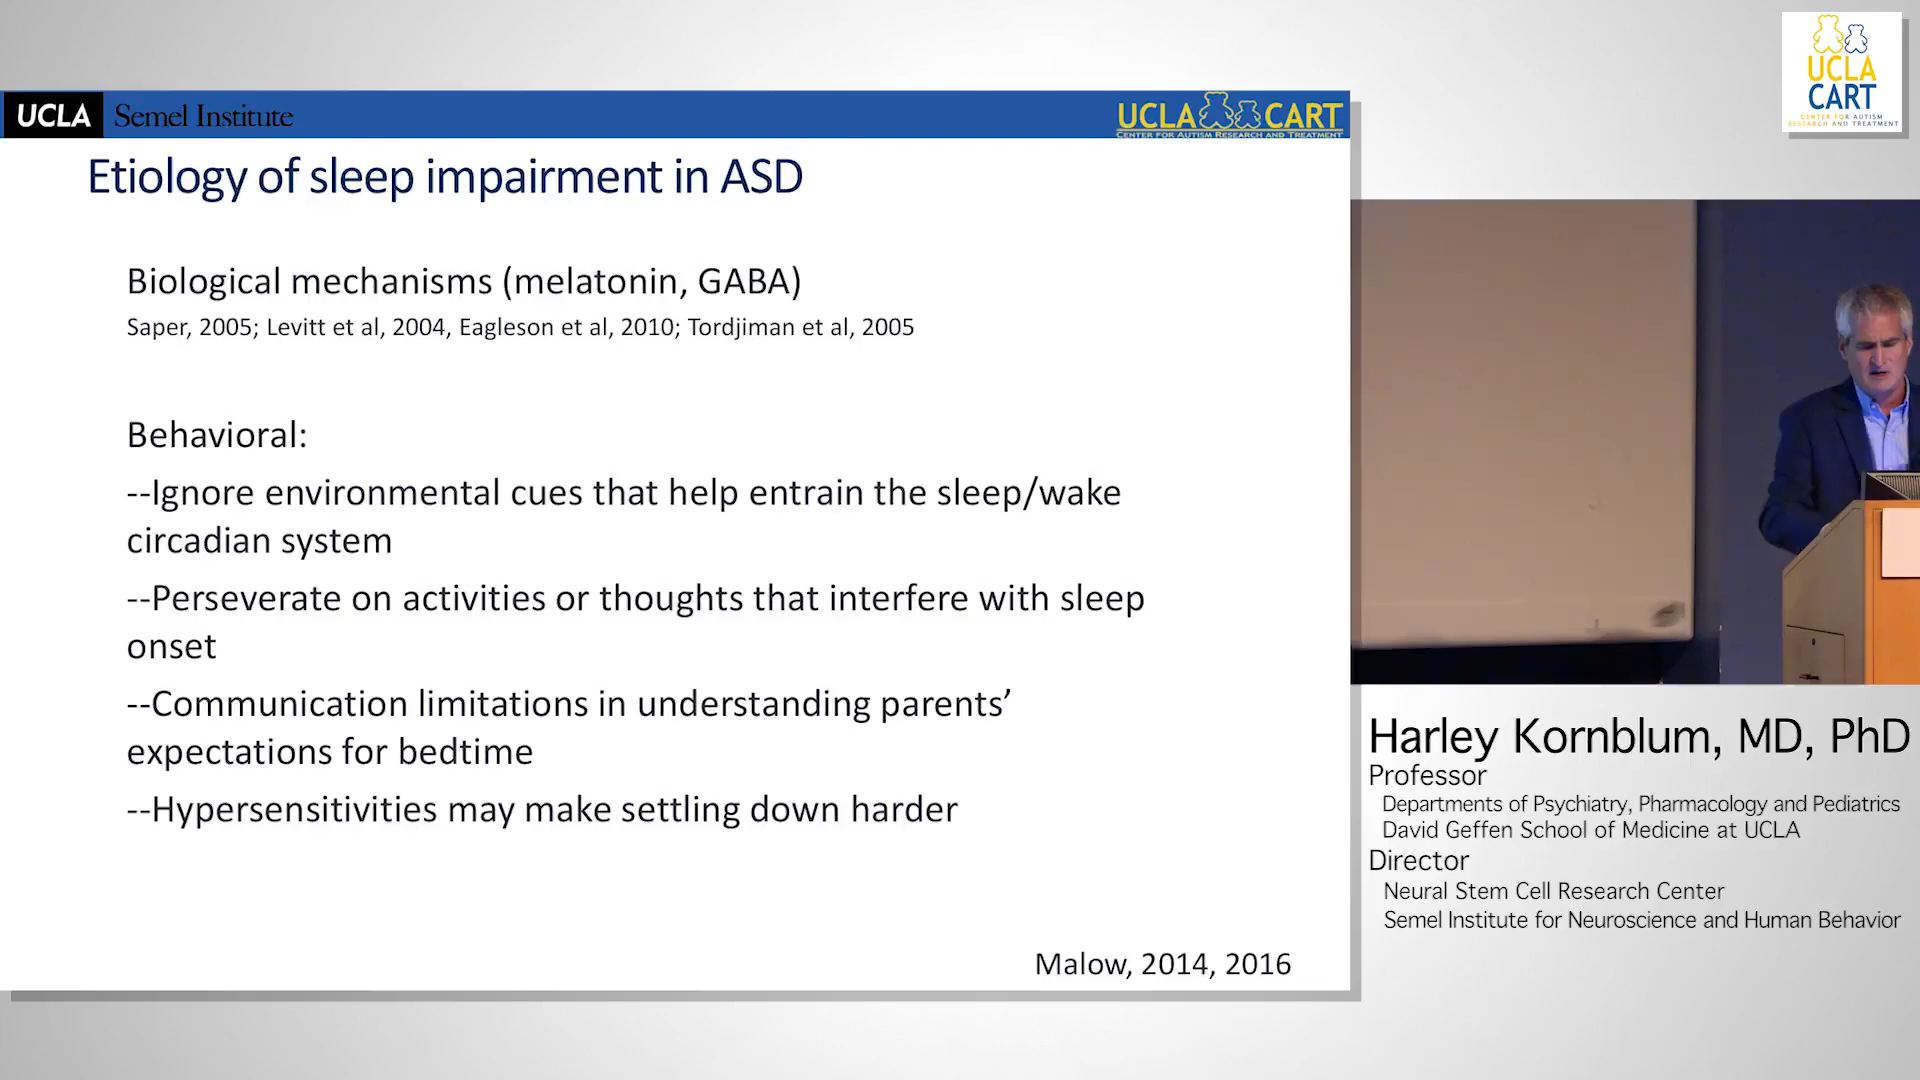 UCLA CART
CENTER FOR AUTISM
RESEARCH AND TREATMENT
UCLA Semel Institute
UCLA CART
CENTER FOR AUTISM RESEARCH AND TREATMENT
Etiology of sleep impairment in ASD
Biological mechanisms (melatonin, GABA)
Saper, 2005; Levitt et al, 2004, Eagleson et al, 2010; Tordjiman et al, 2005
Behavioral:
--Ignore environmental cues that help entrain the sleep/wake
circadian system
--Perseverate on activities or thoughts that interfere with sleep
onset
--Communication limitations in understanding parents’
expectations for bedtime
--Hypersensitivities may make settling down harder
Malow, 2014, 2016
Harley Kornblum, MD, PhD
Professor
Departments of Psychiatry, Pharmacology and Pediatrics
David Geffen School of Medicine at UCLA
Director
Neural Stem Cell Research Center
Semel Institute for Neuroscience and Human Behavior